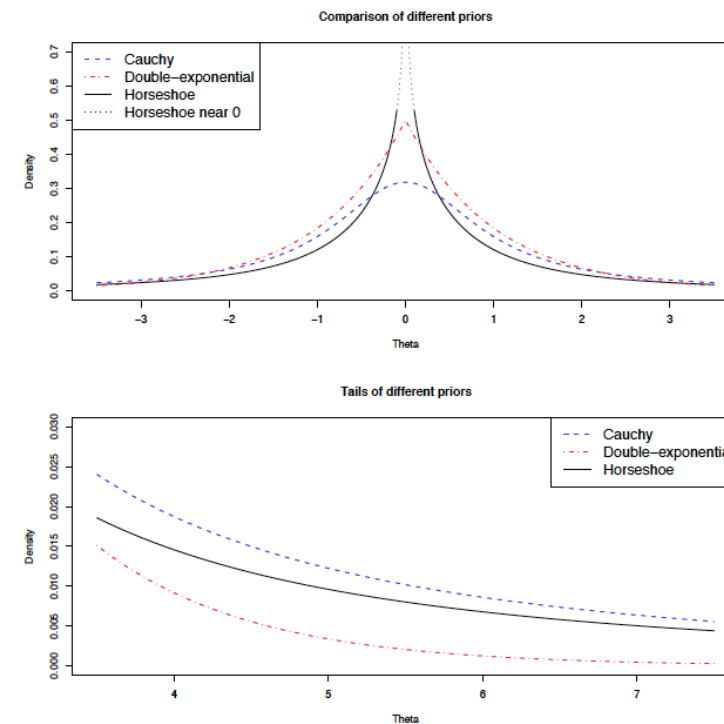 Comparison of different priors
Cauchy
Double−exponential
Horseshoe
Horseshoe near 0
Density
0.0 0.1 0.2 0.3 0.4 0.5 0.6 0.7
−3 −2 −1 0 1 2 3
Theta
Tails of different priors
Cauchy
Double−exponentia
Horseshoe
Density
0.000 0.005 0.010 0.015 0.020 0.025 0.030
4 5 6 7
Theta